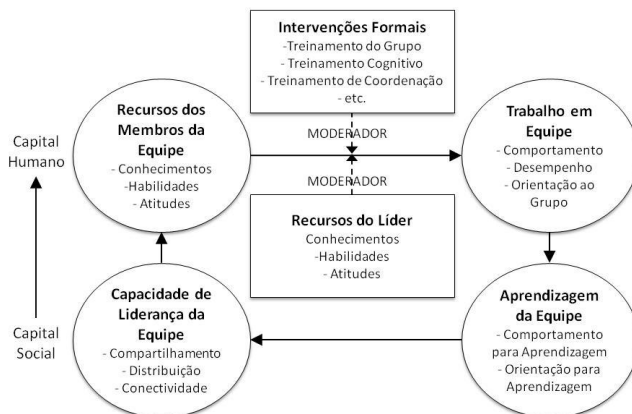 Intervenções Formais
-Treinamento do Grupo
- Treinamento Cognitivo
- Treinamento de Coordenação
- etc.
Recursos dos
Membros da
Equipe
- Conhecimentos
-Habilidades
- Atitudes
MODERADOR
MODERADOR
Trabalho em
Equipe
- Comportamento
- Desempenho
- Orientação ao
Grupo
Capital
Humano
Recursos do Líder
Conhecimentos
-Habilidades
- Atitudes
Capital
Social
Capacidade de
Liderança da
Equipe
- Compartilhamento
- Distribuição
- Conectividade
Aprendizagem
da Equipe
- Comportamento
para Aprendizagem
- Orientação para
Aprendizagem